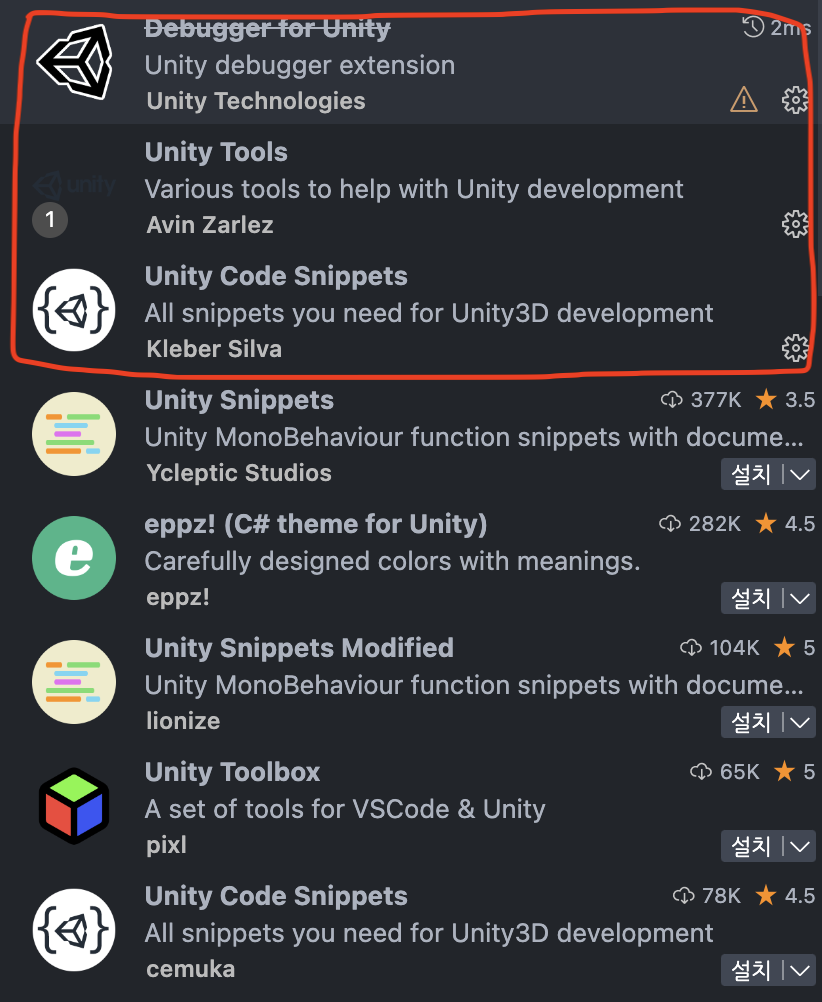 Debugger for Unity
2ms
Unity debugger extension
Unity Technologies
Unity Tools
unity
Various tools to help with Unity development
1
Avin Zarlez
Unity Code Snippets
All snippets you need for Unity3D development
Kleber Silva
Unity Snippets 377K 3.5
Unity MonoBehaviour function snippets with docume...
Ycleptic Studios 설치
eppz! (C# theme for Unity) 282K 4.5
Carefully designed colors with meanings.
eppz! 설치
Unity Snippets Modified 104K 5
Unity MonoBehaviour function snippets with docume...
lionize 설치
Unity Toolbox 65K 5
A set of tools for VSCode & Unity
pixl 설치
Unity Code Snippets 78K 4.5
All snippets you need for Unity3D development
cemuka 설치